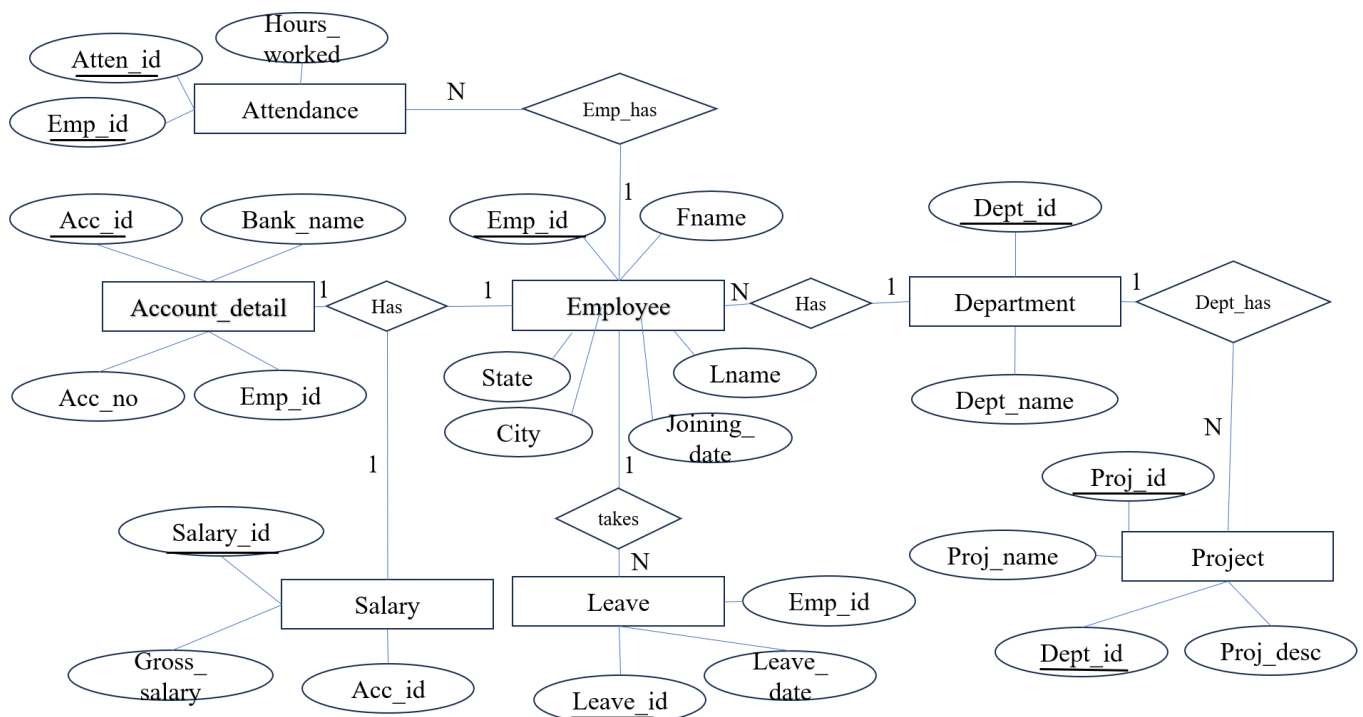 Hours_
worked
Atten_id
Attendance
N
Emp_has
Emp_id
1
Acc_id
Bank_name
Emp_id
Fname
Dept_id
Account_detail
1
Has
1
Employee
N
Has
1
Department
1
Dept_has
State
Lname
Acc_no
Emp_id
Dept_name
City
Joining_
date
N
1
1
Proj_id
Salary_id
takes
Proj_name
Project
N
Salary
Leave
Emp_id
Gross_
salary
Acc_id
Leave_id
Leave_
date
Dept_id
Proj_desc